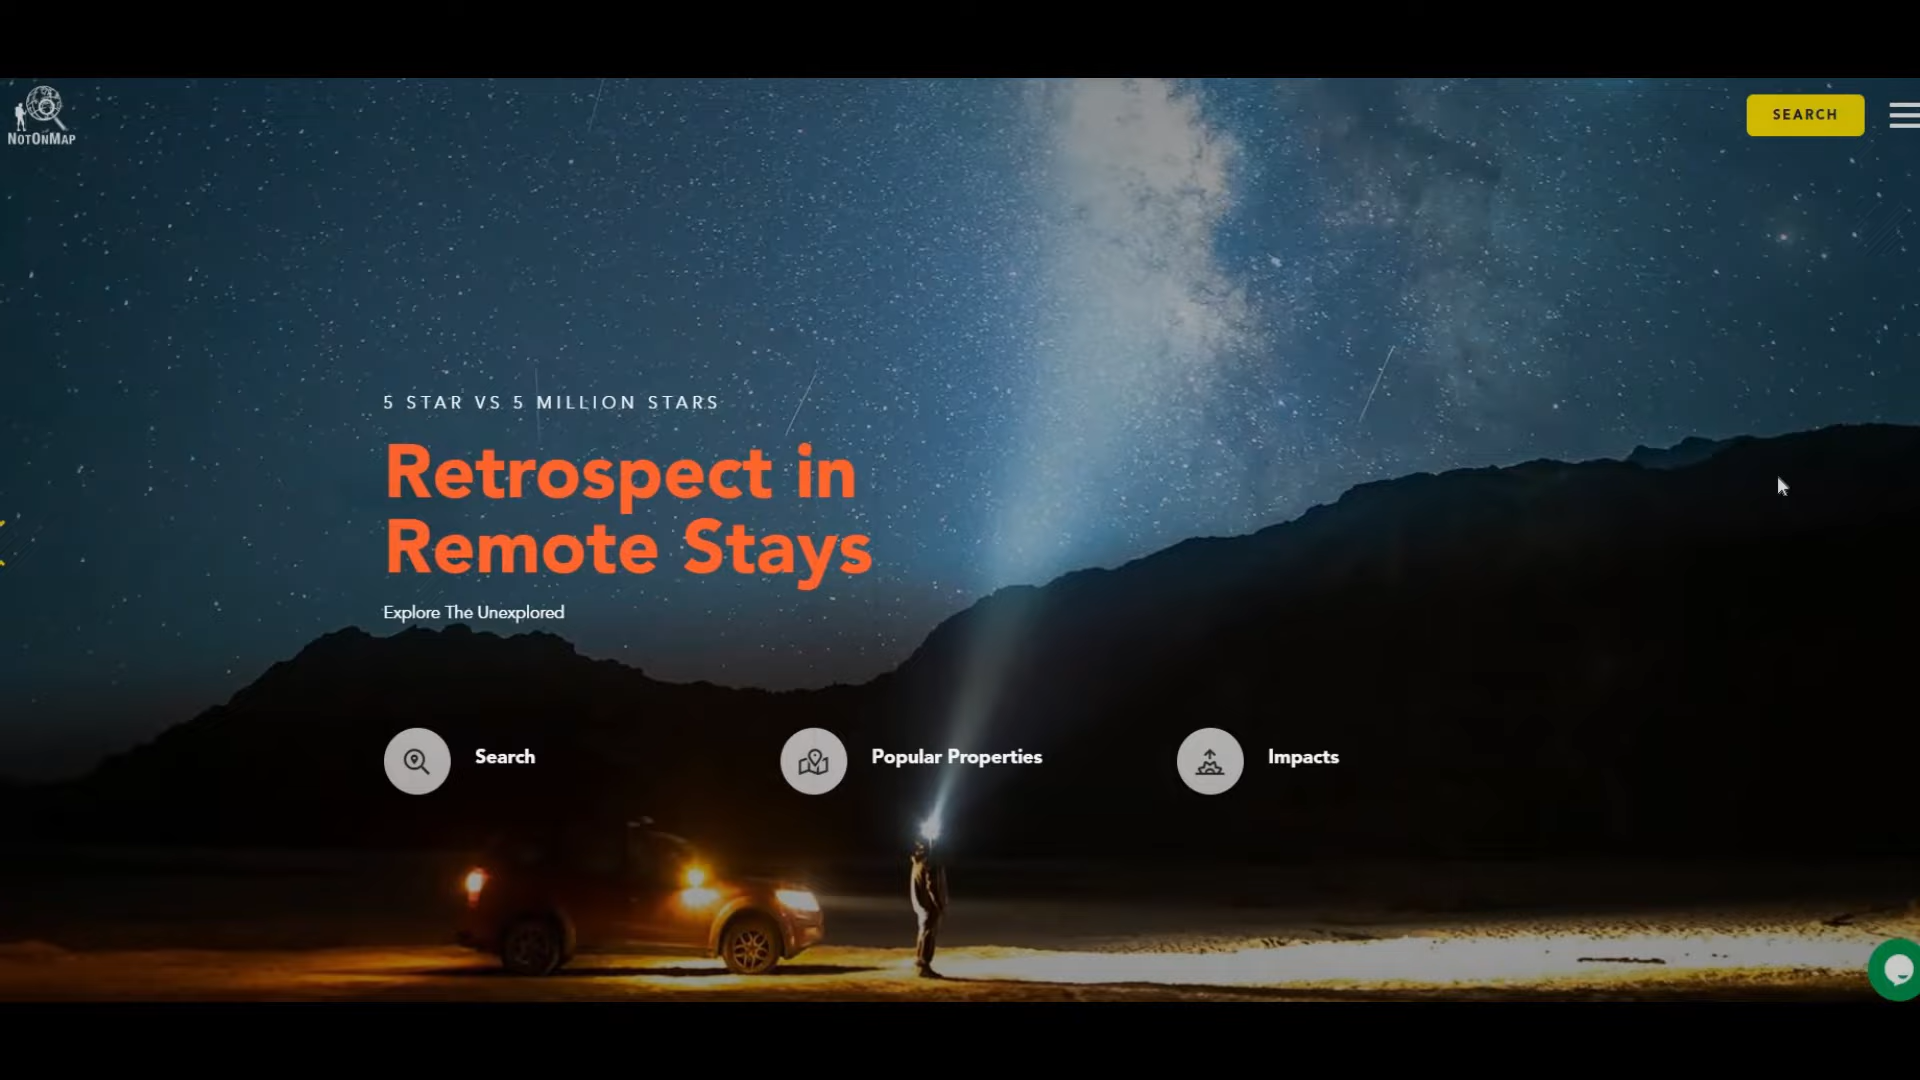 NOTONMAP
SEARCH
5 STAR VS 5 MILLION STARS
Retrospect in
Remote Stays
Explore The Unexplored
Search
Popular Properties
Impacts